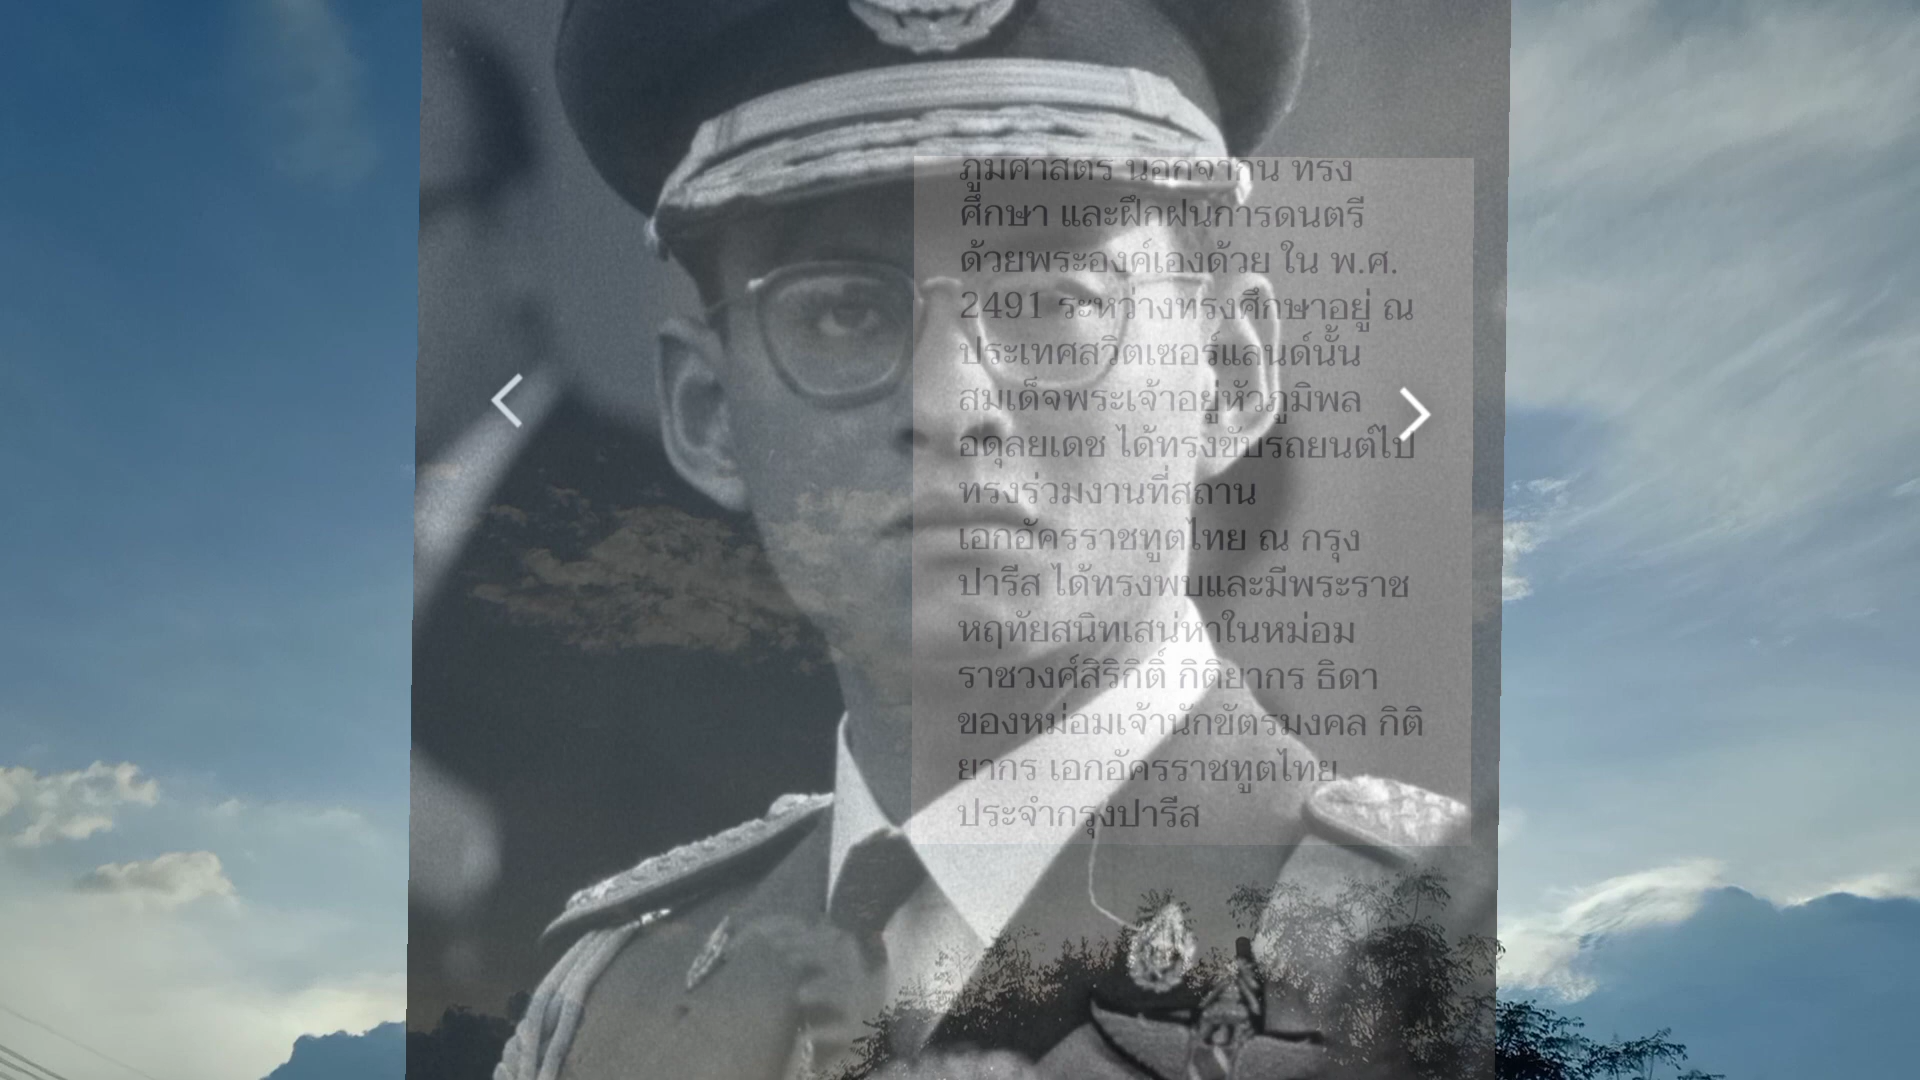 ภูมิศาสตร์ นอกจากนี้ ทรง
ศึกษา และฝึกฝนการดนตรี
ด้วยพระองค์เองด้วย ใน พ.ศ.
2491 ระหว่างทรงศึกษาอยู่ ณ
ประเทศสวิตเซอร์แลนด์นั้น
สมเด็จพระเจ้าอยู่หัวภูมิพล
อดุลยเดช ได้ทรงขับรถยนต์ไป
ทรงร่วมงานที่สถาน
เอกอัครราชทูตไทย ณ กรุง
ปารีส ได้ทรงพบและมีพระราช
หฤทัยสนิทเสน่หาในหม่อม
ราชวงศ์สิริกิติ์ กิติยากร ธิดา
ของหม่อมเจ้านักขัตรมงคล กิติ
ยากร เอกอัครราชทูตไทย
ประจำกรุงปารีส